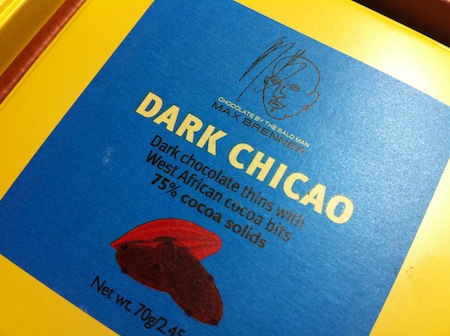 CHOCOLATE BY THE BALD MAN
MAX BRENNER
DARK CHICAO
Dark chocolate thins with
West African cocoa bits
75% cocoa solids
Net wt. 70g/2.45